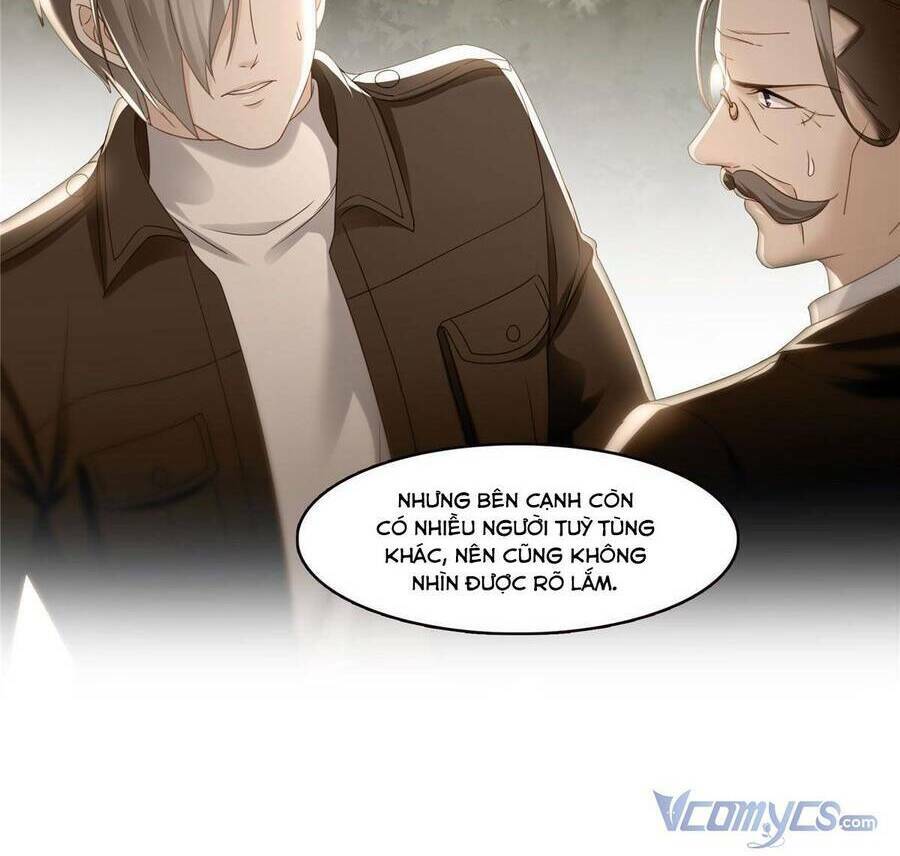 NHƯNG BÊN CẠNH CÒN
CÓ NHIỀU NGƯỜI TUỲ TÙNG
KHÁC, NÊN CŨNG KHÔNG
NHÌN ĐƯỢC RÕ LẮM.
VCOMYCS.com